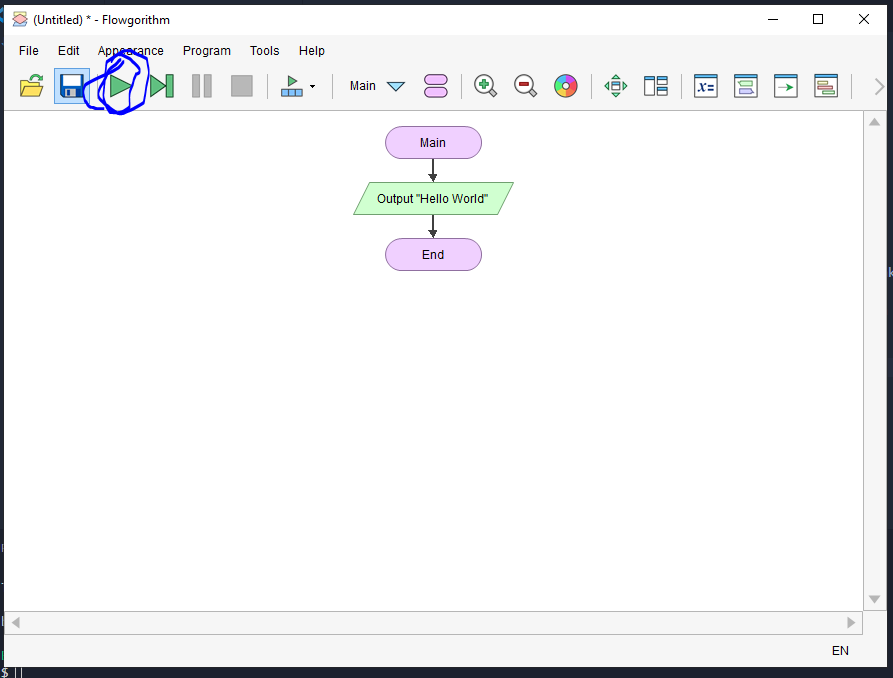 (Untitled) * - Flowgorithm
File Edit Appearance Program Tools Help
Main x=
Main
Output "Hello World"
End
EN
$